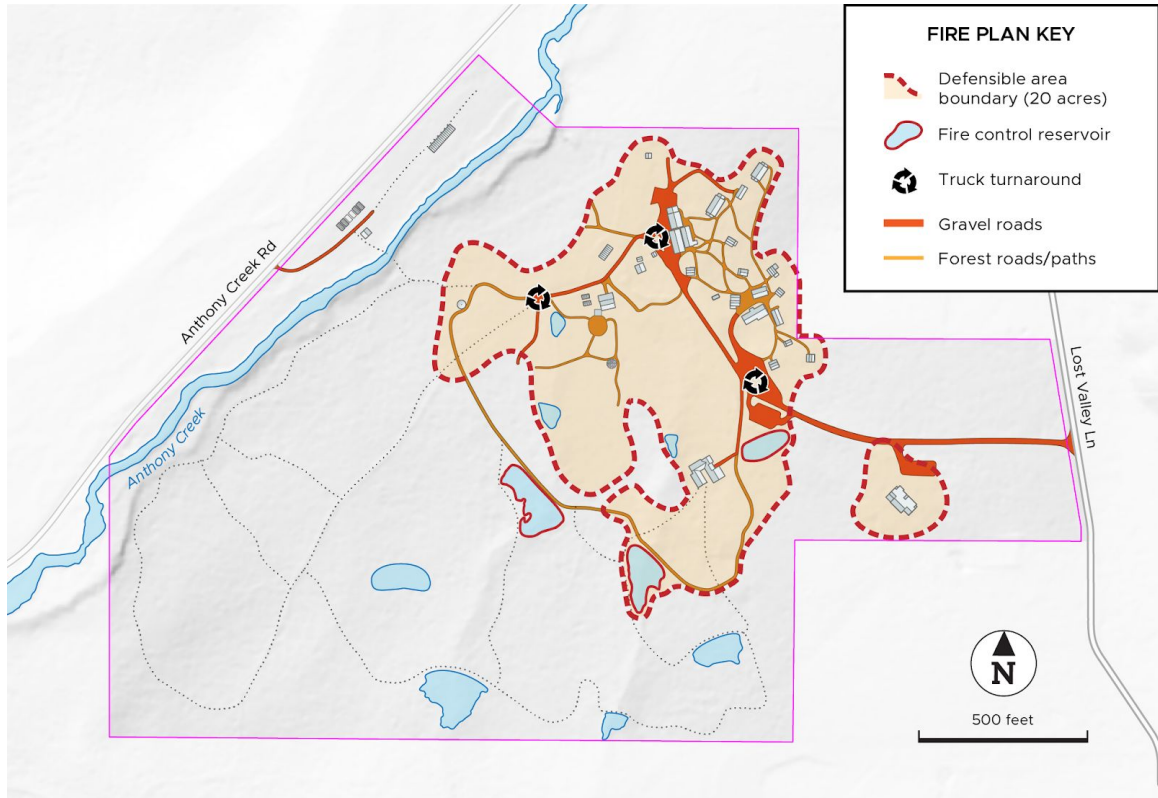 FIRE PLAN KEY
Defensible area
boundary (20 acres)
Fire control reservoir
Truck turnaround
Gravel roads
Forest roads/paths
Anthony Creek Rd
Anthony Creek
Lost Valley Ln
N
500 feet